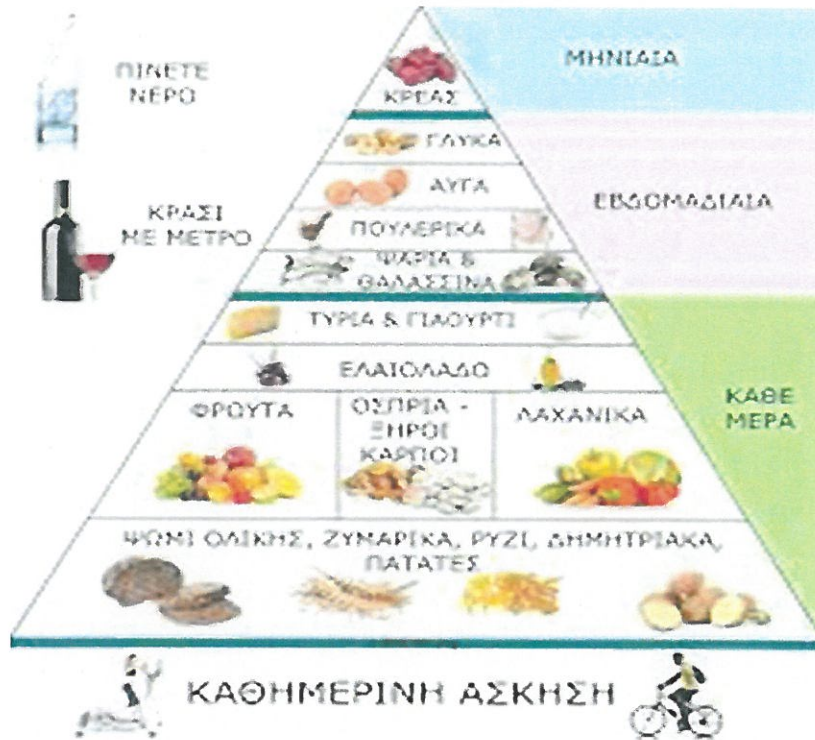 ΠΙΝΕΤΕ
ΝΕΡΟ
ΚΡΑΣΙ
ΜΕ ΜΕΤΡΟ
ΚΡΕΑΣ
ΜΗΝΙΑΙΑ
ΓΛΥΚΑ
ΑΥΓΑ
ΠΟΥΛΕΡΙΚΑ
ΨΑΡΙΑ &
ΘΑΛΑΣΣΙΝΑ
ΕΒΔΟΜΑΔΙΑΙΑ
ΤΥΡΙΑ & ΓΙΑΟΥΡΤΙ
ΕΛΑΙΟΛΑΔΟ
ΦΡΟΥΤΑ
ΟΣΠΡΙΑ -
ΞΗΡΟΙ
ΚΑΡΠΟΙ
ΛΑΧΑΝΙΚΑ
ΚΑΘΕ
ΜΕΡΑ
ΨΩΜΙ ΟΛΙΚΗΣ, ΖΥΜΑΡΙΚΑ, ΡΥΖΙ, ΔΗΜΗΤΡΙΑΚΑ,
ΠΑΤΑΤΕΣ
ΚΑΘΗΜΕΡΙΝΗ ΑΣΚΗΣΗ